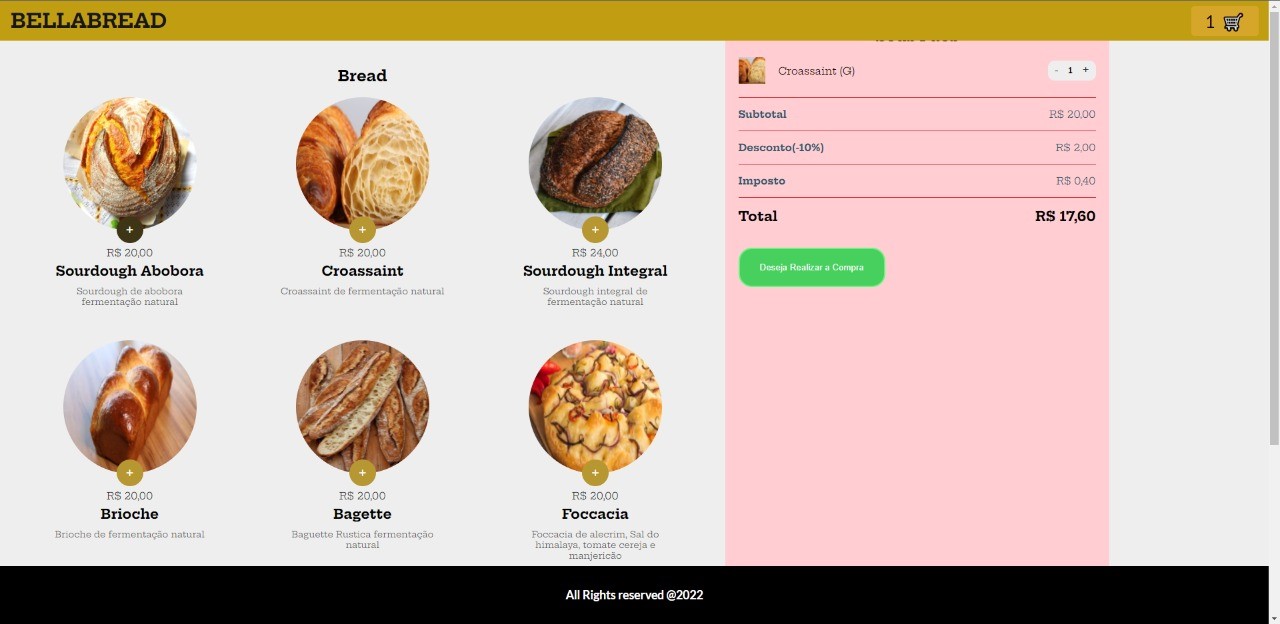 BELLABREAD
1
Bread
R$ 20,00
Sourdough Abobora
Sourdough de abobora
fermentação natural
R$ 20,00
Croassaint
Croassaint de fermentação natural
R$ 24,00
Sourdough Integral
Sourdough integral de
fermentação natural
R$ 20,00
Brioche
Brioche de fermentação natural
R$ 20,00
Bagette
Baguette Rustica fermentação
natural
R$ 20,00
Foccacia
Foccacia de alecrim, Sal do
himalaya, tomate cereja e
manjericão
Croassaint (G)
- 1 +
Subtotal R$ 20,00
Desconto(-10%) R$ 2,00
Imposto R$ 0,40
Total R$ 17,60
Deseja Realizar a Compra
All Rights reserved @2022